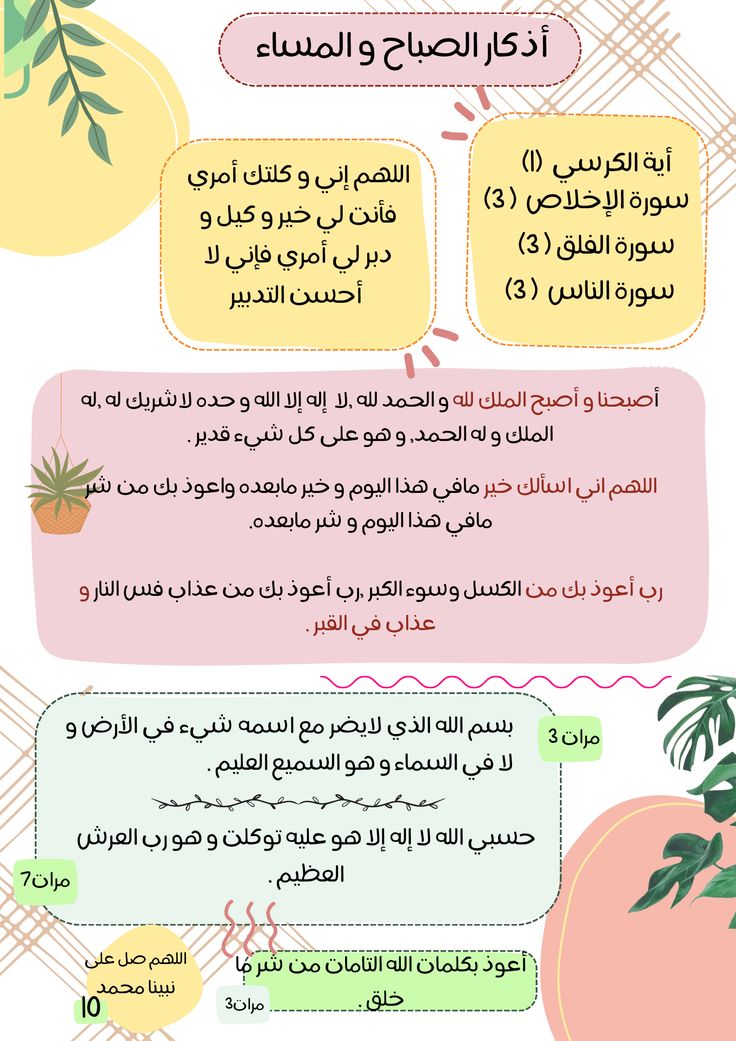 أذكار الصباح و المساء
أية الكرسي (1)
سورة الإخلاص (3)
سورة الفلق (3)
سورة الناس (3)
اللهم إني و كلتك أمري
فأنت لي خير و كيل و
دبر لي أمري فإني لا
أحسن التدبير
أصبحنا و أصبح الملك لله و الحمد لله ,لا إله إلا الله و حده لاشريك له ,له
الملك و له الحمد, و هو على كل شيء قدير .
اللهم اني اسألك خير مافي هذا اليوم و خير مابعده واعوذ بك من شر
مافي هذا اليوم و شر مابعده.
رب أعوذ بك من الكسل وسوء الكبر ,رب أعوذ بك من عذاب فس النار و
عذاب في القبر .
بسم الله الذي لايضر مع اسمه شيء في الأرض و
لا في السماء و هو السميع العليم .
3 مرات
حسبي الله لا إله إلا هو عليه توكلت و هو رب العرش
العظيم .
7مرات
أعوذ بكلمات الله التامات من شر ما
خلق .
3مرات
اللهم صل على
نبينا محمد
10